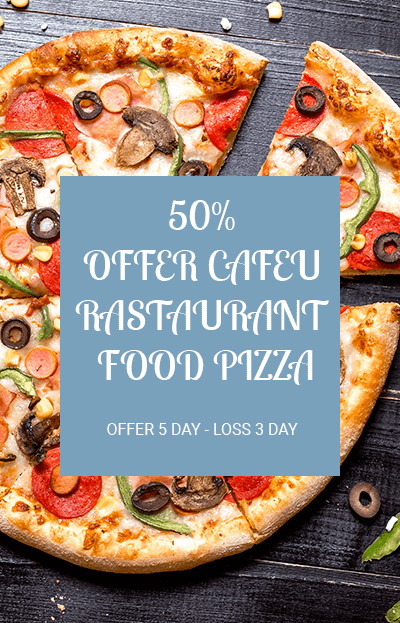 50%
OFFER CAFEU
RASTAURANT
FOOD PIZZA
OFFER 5 DAY - LOSS 3 DAY